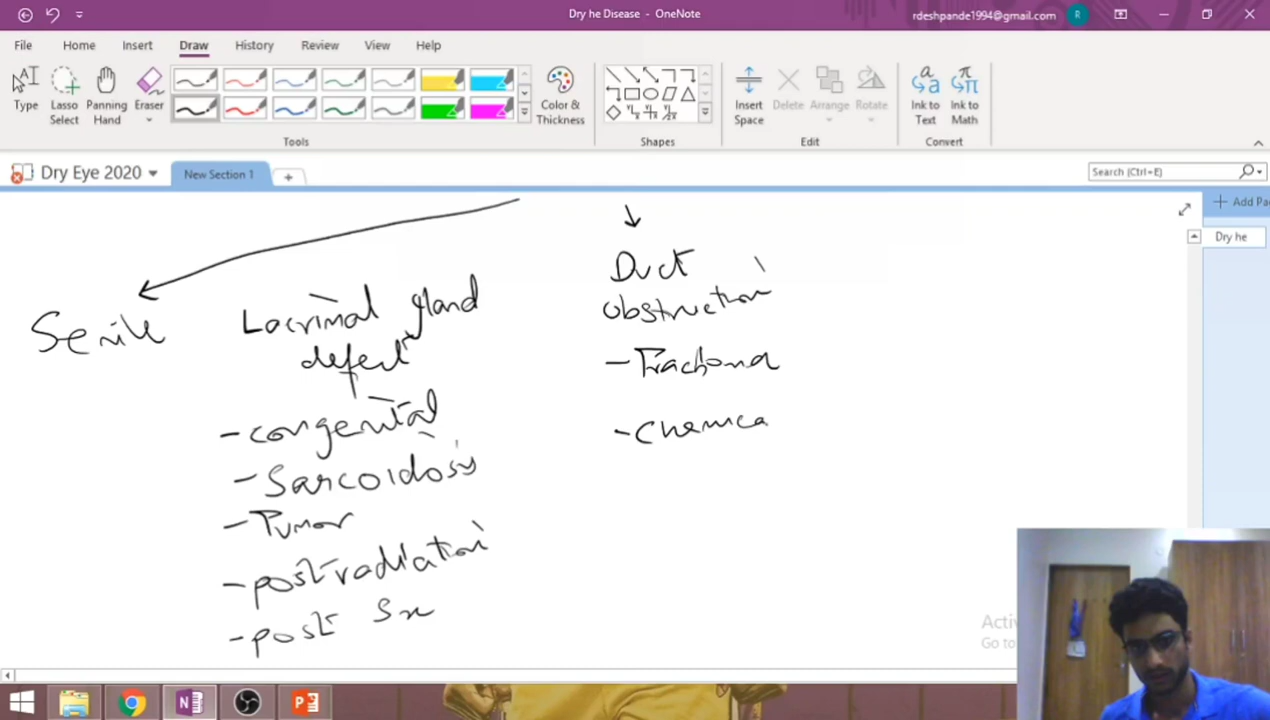 Dry he Disease - OneNote
rdeshpande1994@gmail.com
R
File Home Insert Draw History Review View Help
Type
Lasso Select
Panning Hand
Eraser
Color & Thickness
Insert Space
Delete
Arrange
Rotate
Ink to Text
Ink to Math
Tools
Shapes
Edit
Convert
Dry Eye 2020
New Section 1
Search (Ctrl+E)
Add Pa
Dry he
Senile
Lacrimal gland
defect
-congenital
-Sarcoidosis
-Tumor
-post radiation
-post Sx
Duct
obstruction
-Chemica
Activ
Go to